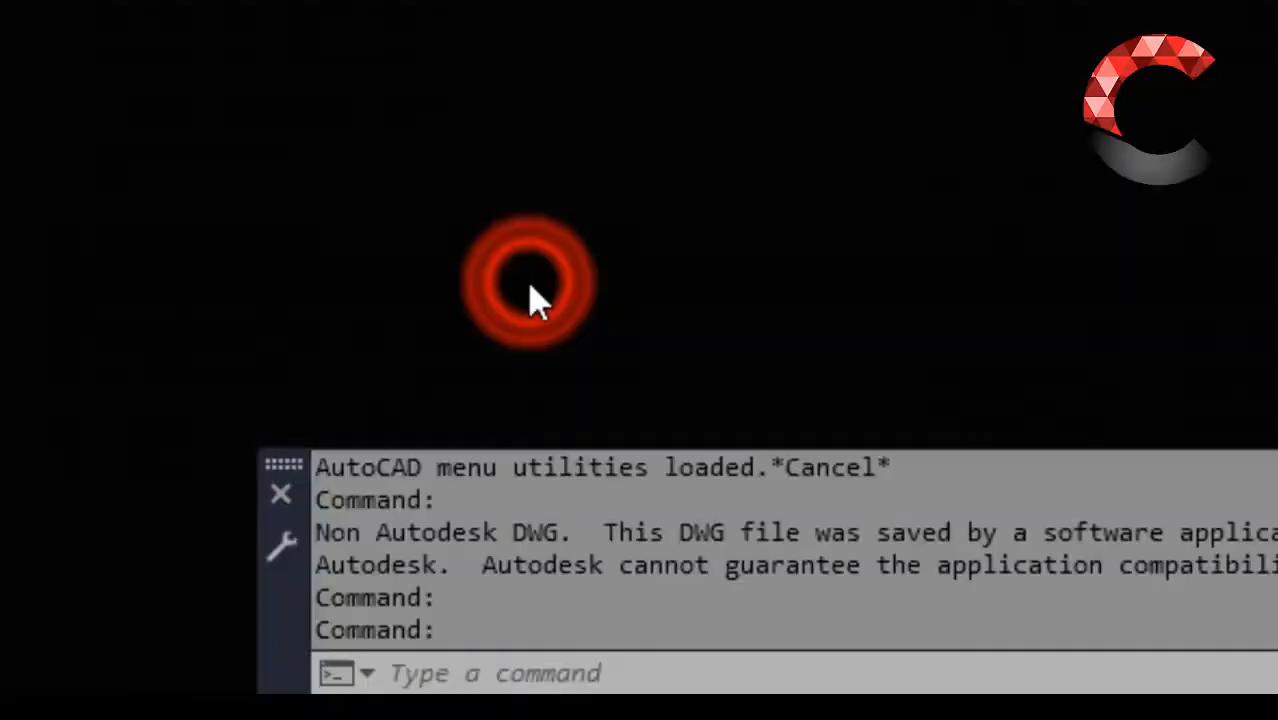 AutoCAD menu utilities loaded.*Cancel*
Command:
Non Autodesk DWG.  This DWG file was saved by a software applica
Autodesk.  Autodesk cannot guarantee the application compatibili
Command:
Command:
Type a command